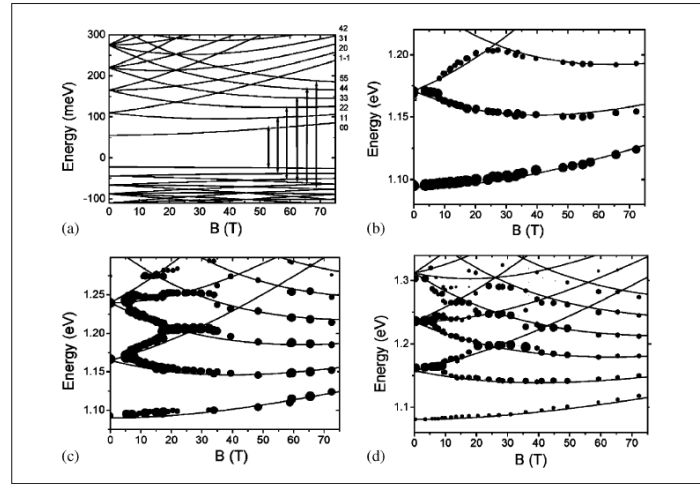 42
31
20
1-1
55
44
33
22
11
00
300
200
100
0
-100
Energy (meV)
0 10 20 30 40 50 60 70
B (T)
(a)
1.20
1.15
1.10
Energy (eV)
0 10 20 30 40 50 60 70
B (T)
(b)
1.25
1.20
1.15
1.10
Energy (eV)
0 10 20 30 40 50 60 70
B (T)
(c)
1.3
1.2
1.1
Energy (eV)
0 10 20 30 40 50 60 70
B (T)
(d)